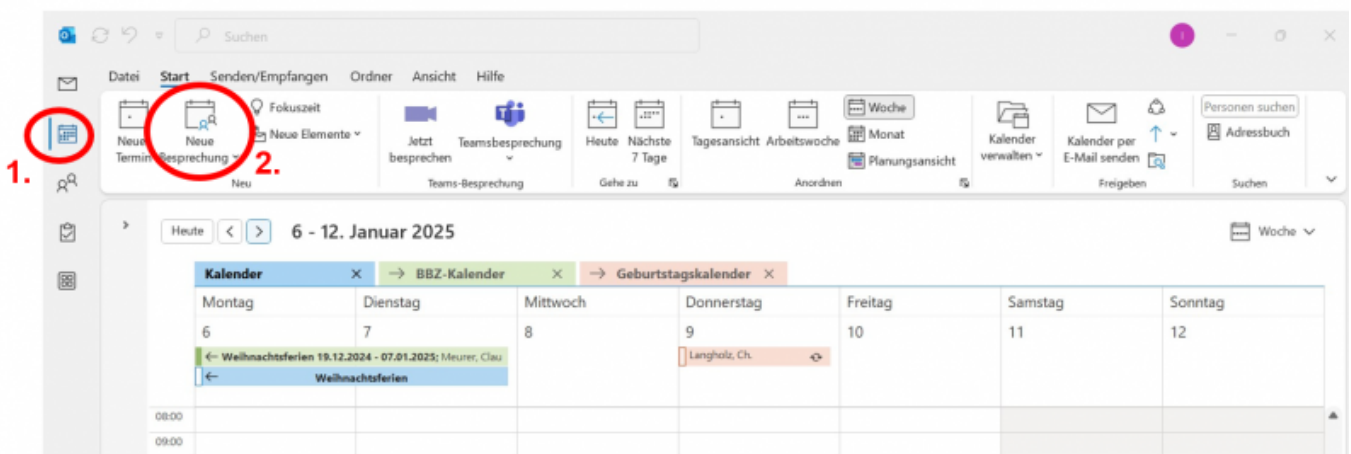 Suchen
Datei Start Senden/Empfangen Ordner Ansicht Hilfe
Neuer Termin
Neue Besprechung
Fokuszeit
Neue Elemente
Neu
Jetzt besprechen
Teamsbesprechung
Teams-Besprechung
Heute
Nächste 7 Tage
Gehe zu
Tagesansicht
Arbeitswoche
Woche
Monat
Planungsansicht
Anordnen
Kalender verwalten
Kalender per E-Mail senden
Freigeben
Personen suchen
Adressbuch
Suchen
1.
2.
Heute
6 - 12. Januar 2025
Woche
Kalender
BBZ-Kalender
Geburtstagskalender
Montag Dienstag Mittwoch Donnerstag Freitag Samstag Sonntag
6 7 8 9 10 11 12
Weihnachtsferien 19.12.2024 - 07.01.2025; Meurer, Clau
Langholz, Ch.
Weihnachtsferien
08:00
09:00